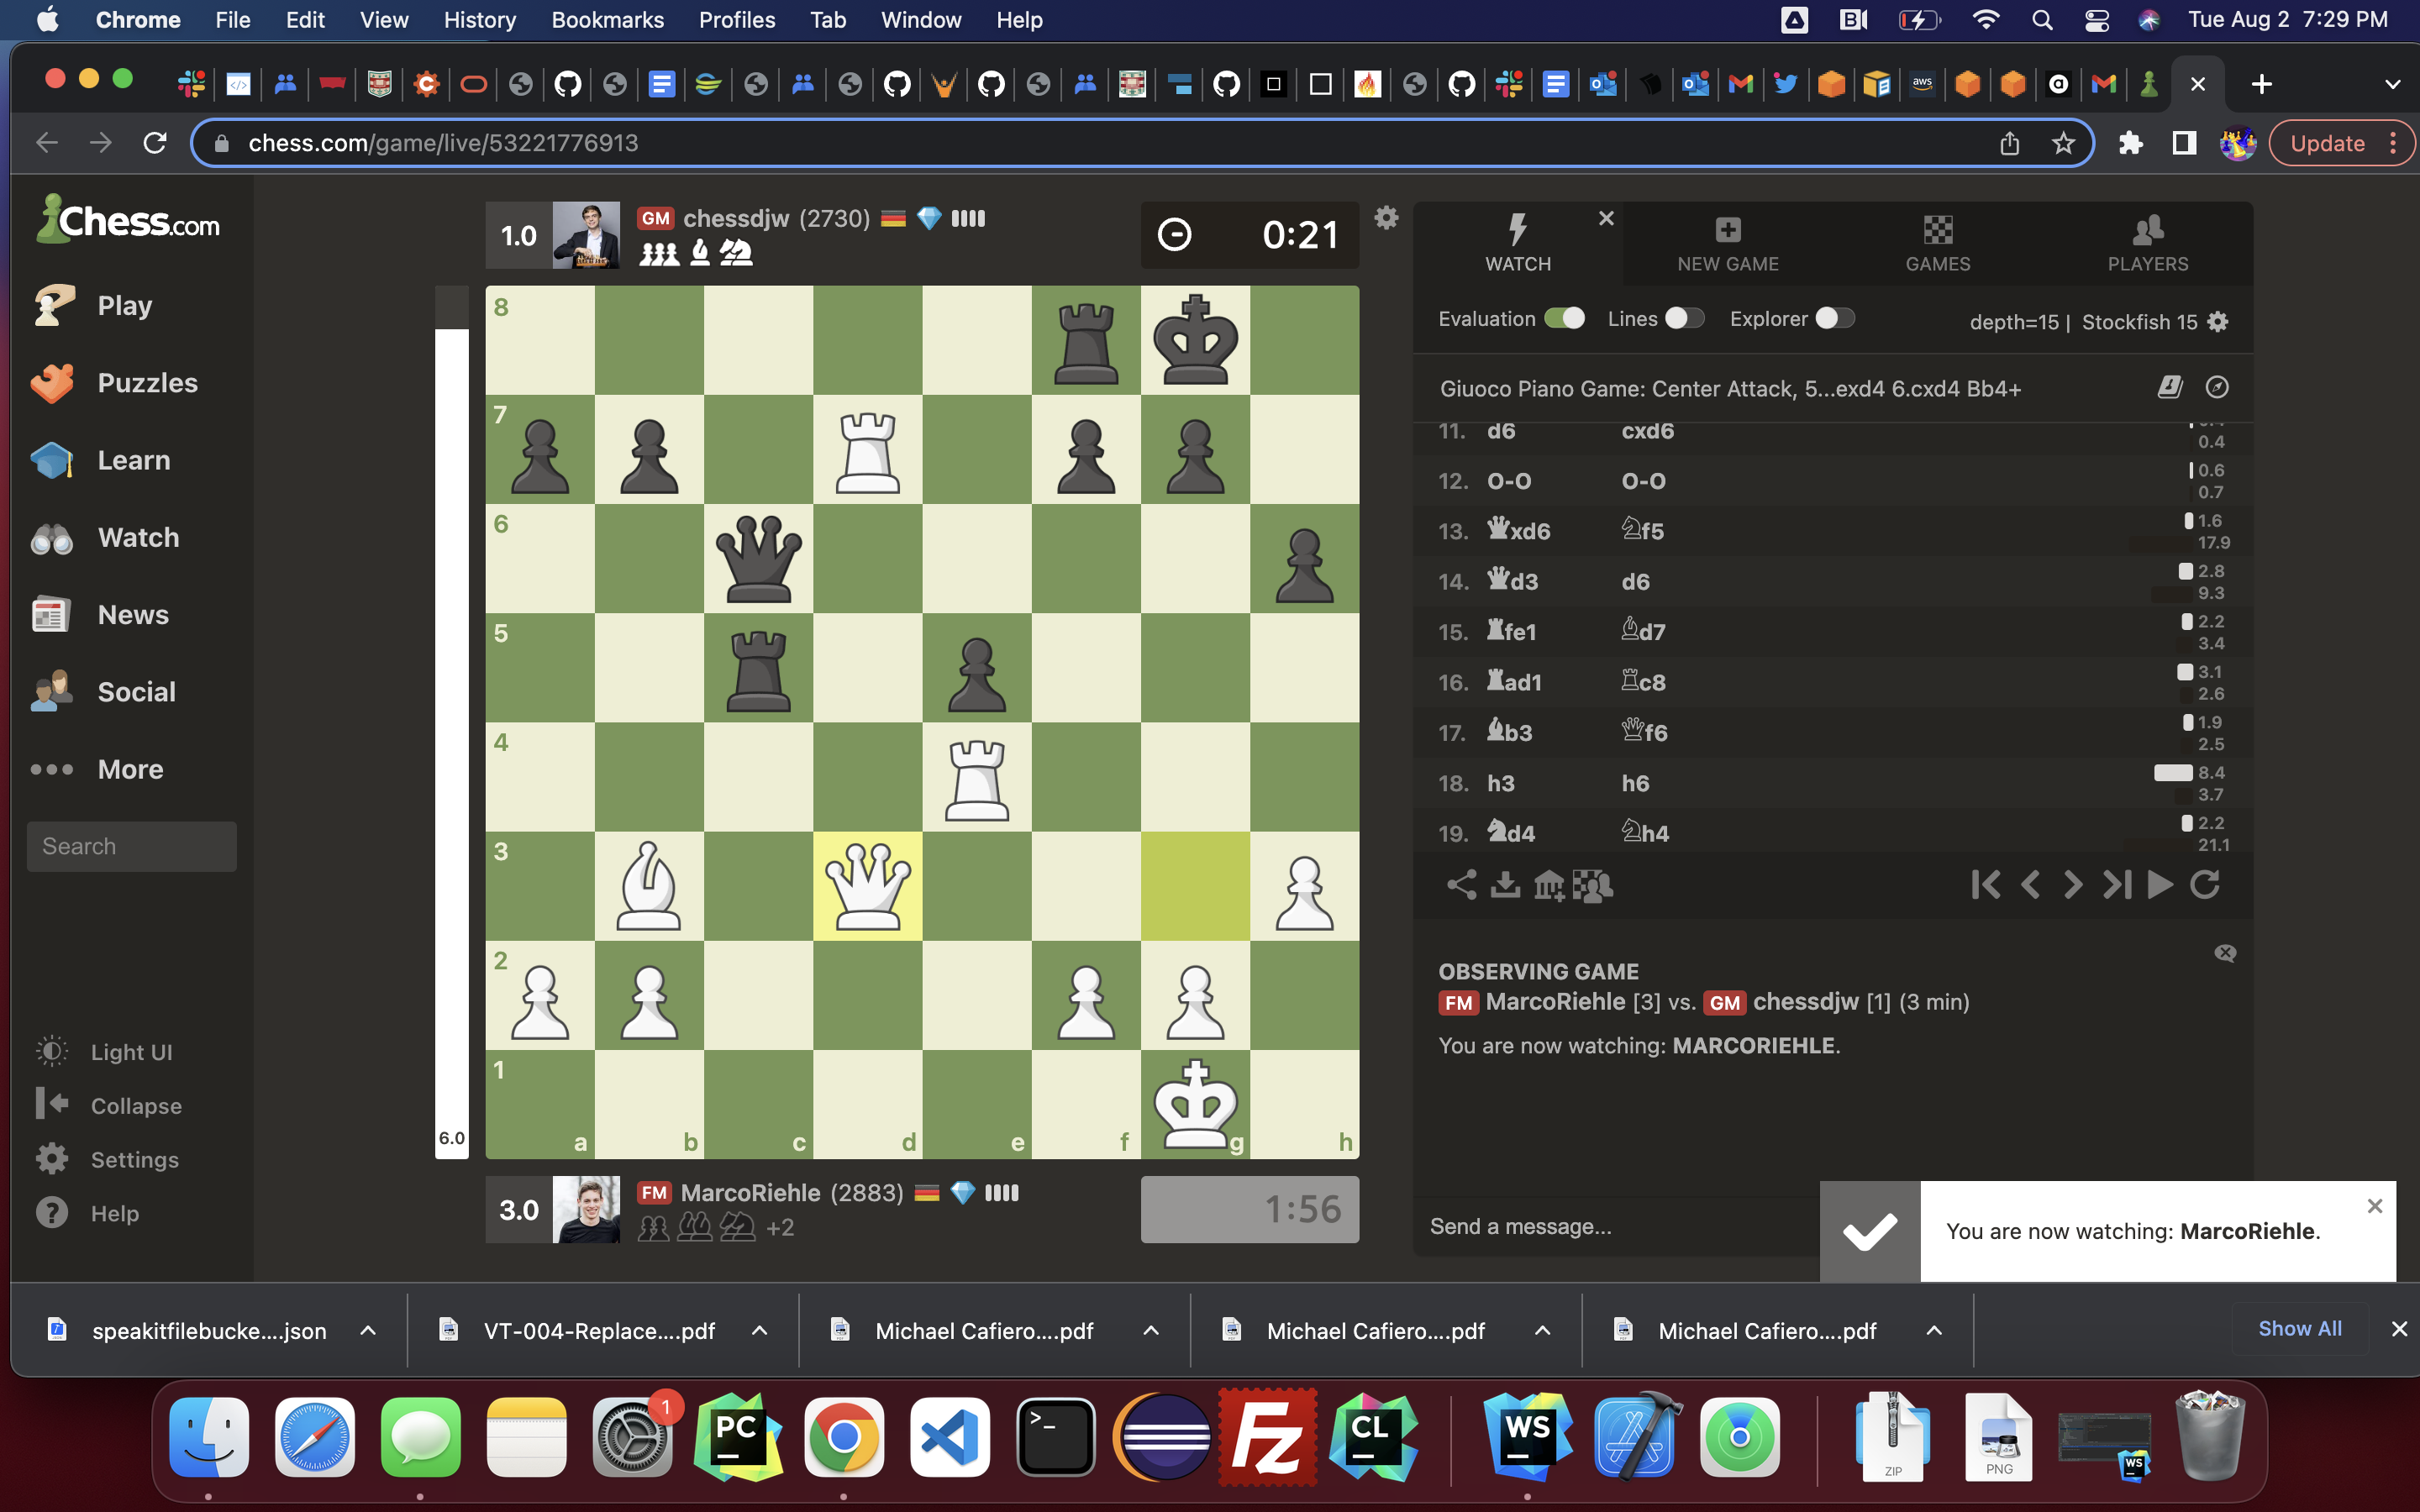 Chrome File Edit View History Bookmarks Profiles Tab Window Help Tue Aug 2 7:29 PM
chess.com/game/live/53221776913 Update
Chess.com
Play
Puzzles
Learn
Watch
News
Social
More
Search
Light UI
Collapse
Settings
Help
1.0 GM chessdjw (2730) 0:21
8
7
6
5
4
3
2
1
a b c d e f g h
6.0
3.0 FM MarcoRiehle (2883) 1:56
+2
WATCH NEW GAME GAMES PLAYERS
Evaluation Lines Explorer depth=15 | Stockfish 15
Giuoco Piano Game: Center Attack, 5...exd4 6.cxd4 Bb4+
11. d6 cxd6
0.4
12. O-O O-O 0.6
0.7
13. ♛xd6 ♘f5 1.6
17.9
14. ♛d3 d6 2.8
9.3
15. ♜fe1 ♗d7 2.2
3.4
16. ♜ad1 ♖c8 3.1
2.6
17. ♝b3 ♕f6 1.9
2.5
18. h3 h6 8.4
3.7
19. ♞d4 ♘h4 2.2
21.1
OBSERVING GAME
FM MarcoRiehle [3] vs. GM chessdjw [1] (3 min)
You are now watching: MARCORIEHLE.
Send a message...
You are now watching: MarcoRiehle.
speakitfilebucke....json VT-004-Replace....pdf Michael Cafiero....pdf Michael Cafiero....pdf Michael Cafiero....pdf Show All
1
PC
>_
Fz
CL
WS
ZIP
PNG
WS